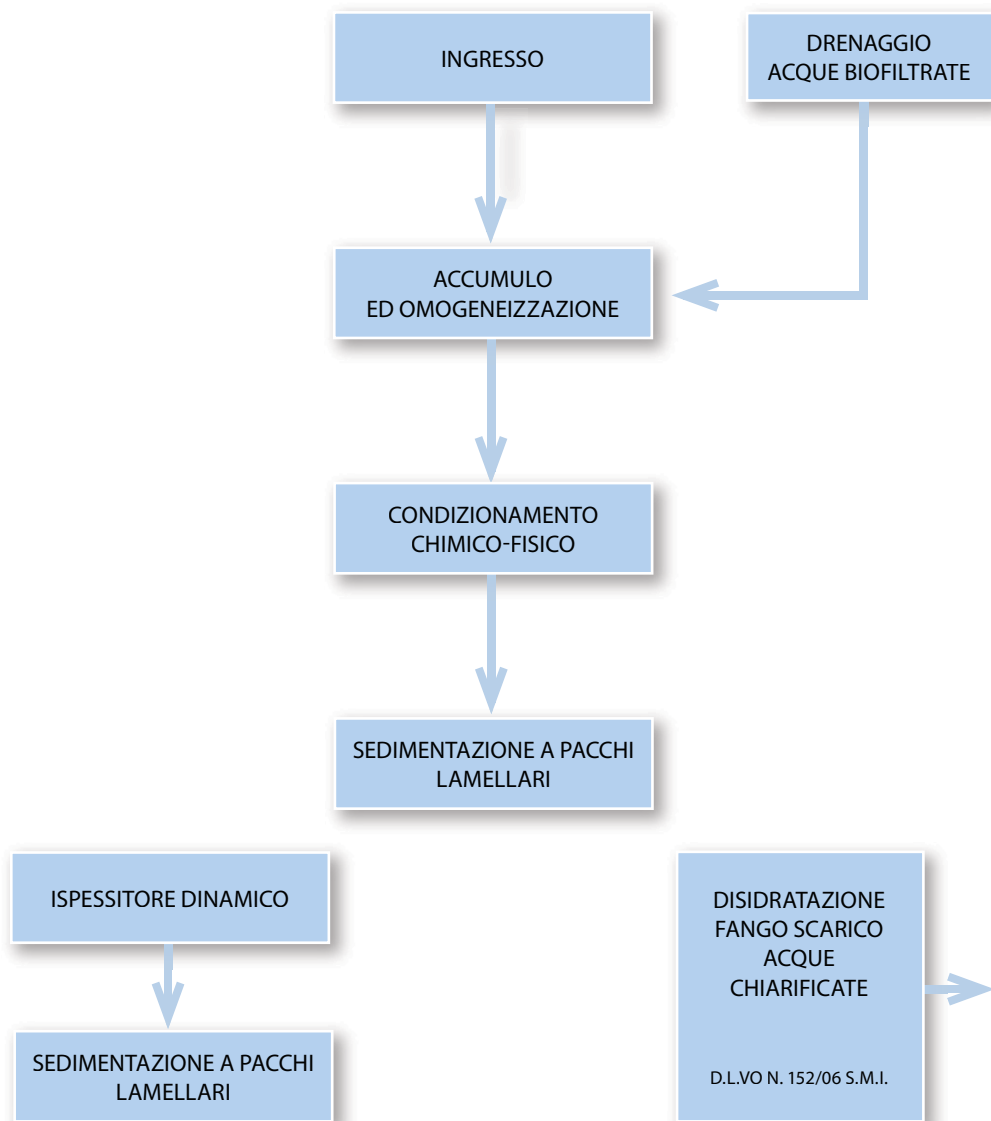 INGRESSO
DRENAGGIO
ACQUE BIOFILTRATE
ACCUMULO
ED OMOGENEIZZAZIONE
CONDIZIONAMENTO
CHIMICO-FISICO
SEDIMENTAZIONE A PACCHI
LAMELLARI
ISPESSITORE DINAMICO
SEDIMENTAZIONE A PACCHI
LAMELLARI
DISIDRATAZIONE
FANGO SCARICO
ACQUE
CHIARIFICATE
D.L.VO N. 152/06 S.M.I.